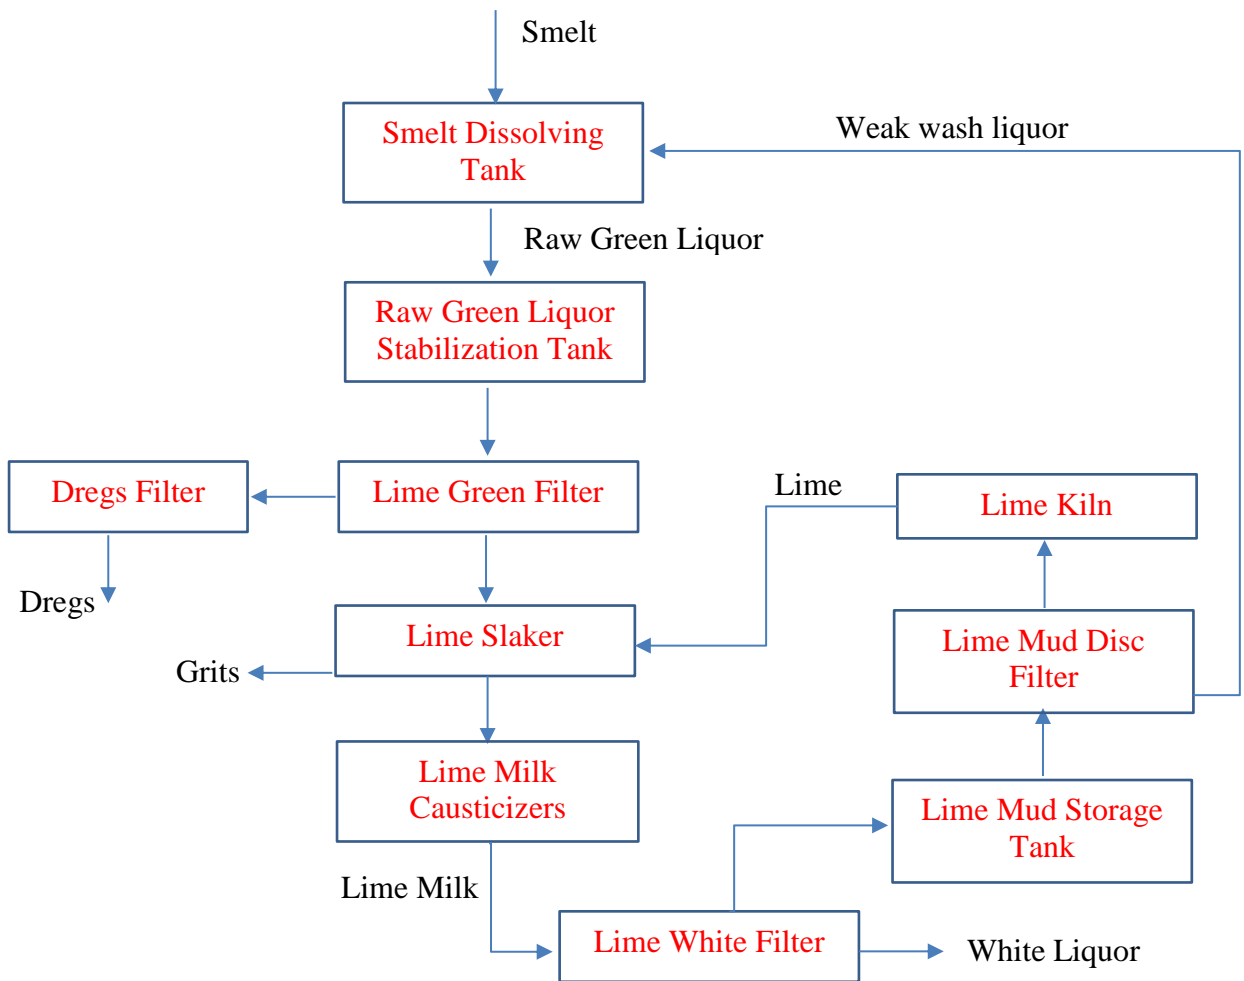 Smelt
Smelt Dissolving
Tank
Weak wash liquor
Raw Green Liquor
Raw Green Liquor
Stabilization Tank
Dregs Filter
Lime Green Filter
Lime
Lime Kiln
Dregs
Lime Slaker
Grits
Lime Mud Disc
Filter
Lime Milk
Causticizers
Lime Mud Storage
Tank
Lime Milk
Lime White Filter
White Liquor